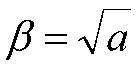 β = √a